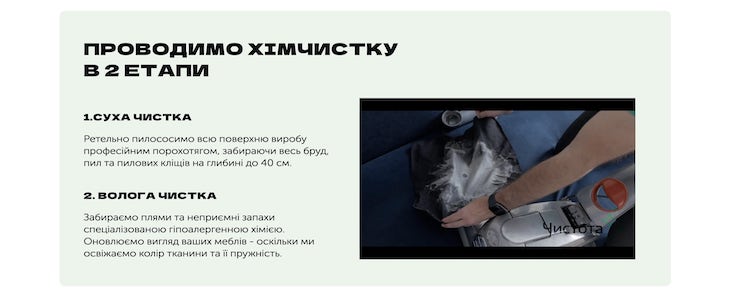 ПРОВОДИМО ХІМЧИСТКУ
В 2 ЕТАПИ
1.СУХА ЧИСТКА
Ретельно пилососимо всю поверхню виробу
професійним порохотягом, забираючи весь бруд,
пил та пилових кліщів на глибині до 40 см.
2. ВОЛОГА ЧИСТКА
Забираємо плями та неприємні запахи
спеціалізованою гіпоалергенною хімією.
Оновлюємо вигляд ваших меблів - оскільки ми
освіжаємо колір тканини та її пружність.
Чистота